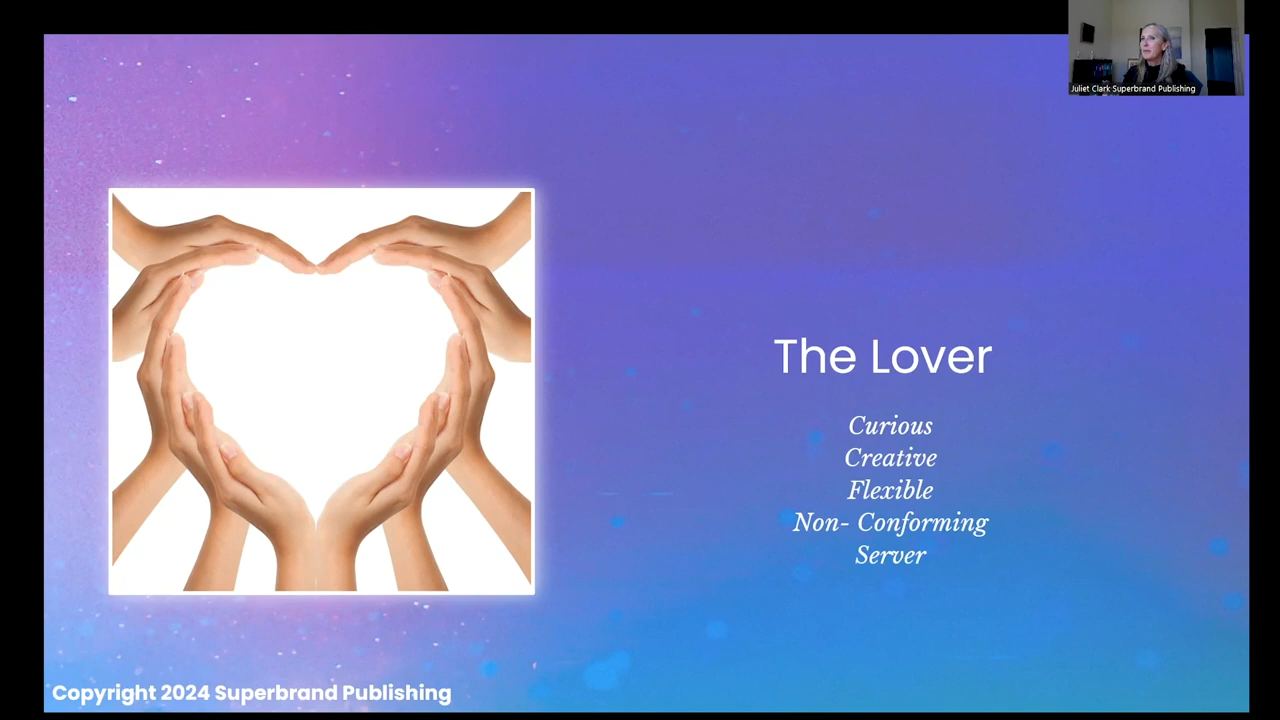 Juliet Clark Superbrand Publishing
The Lover
Curious
Creative
Flexible
Non- Conforming
Server
Copyright 2024 Superbrand Publishing